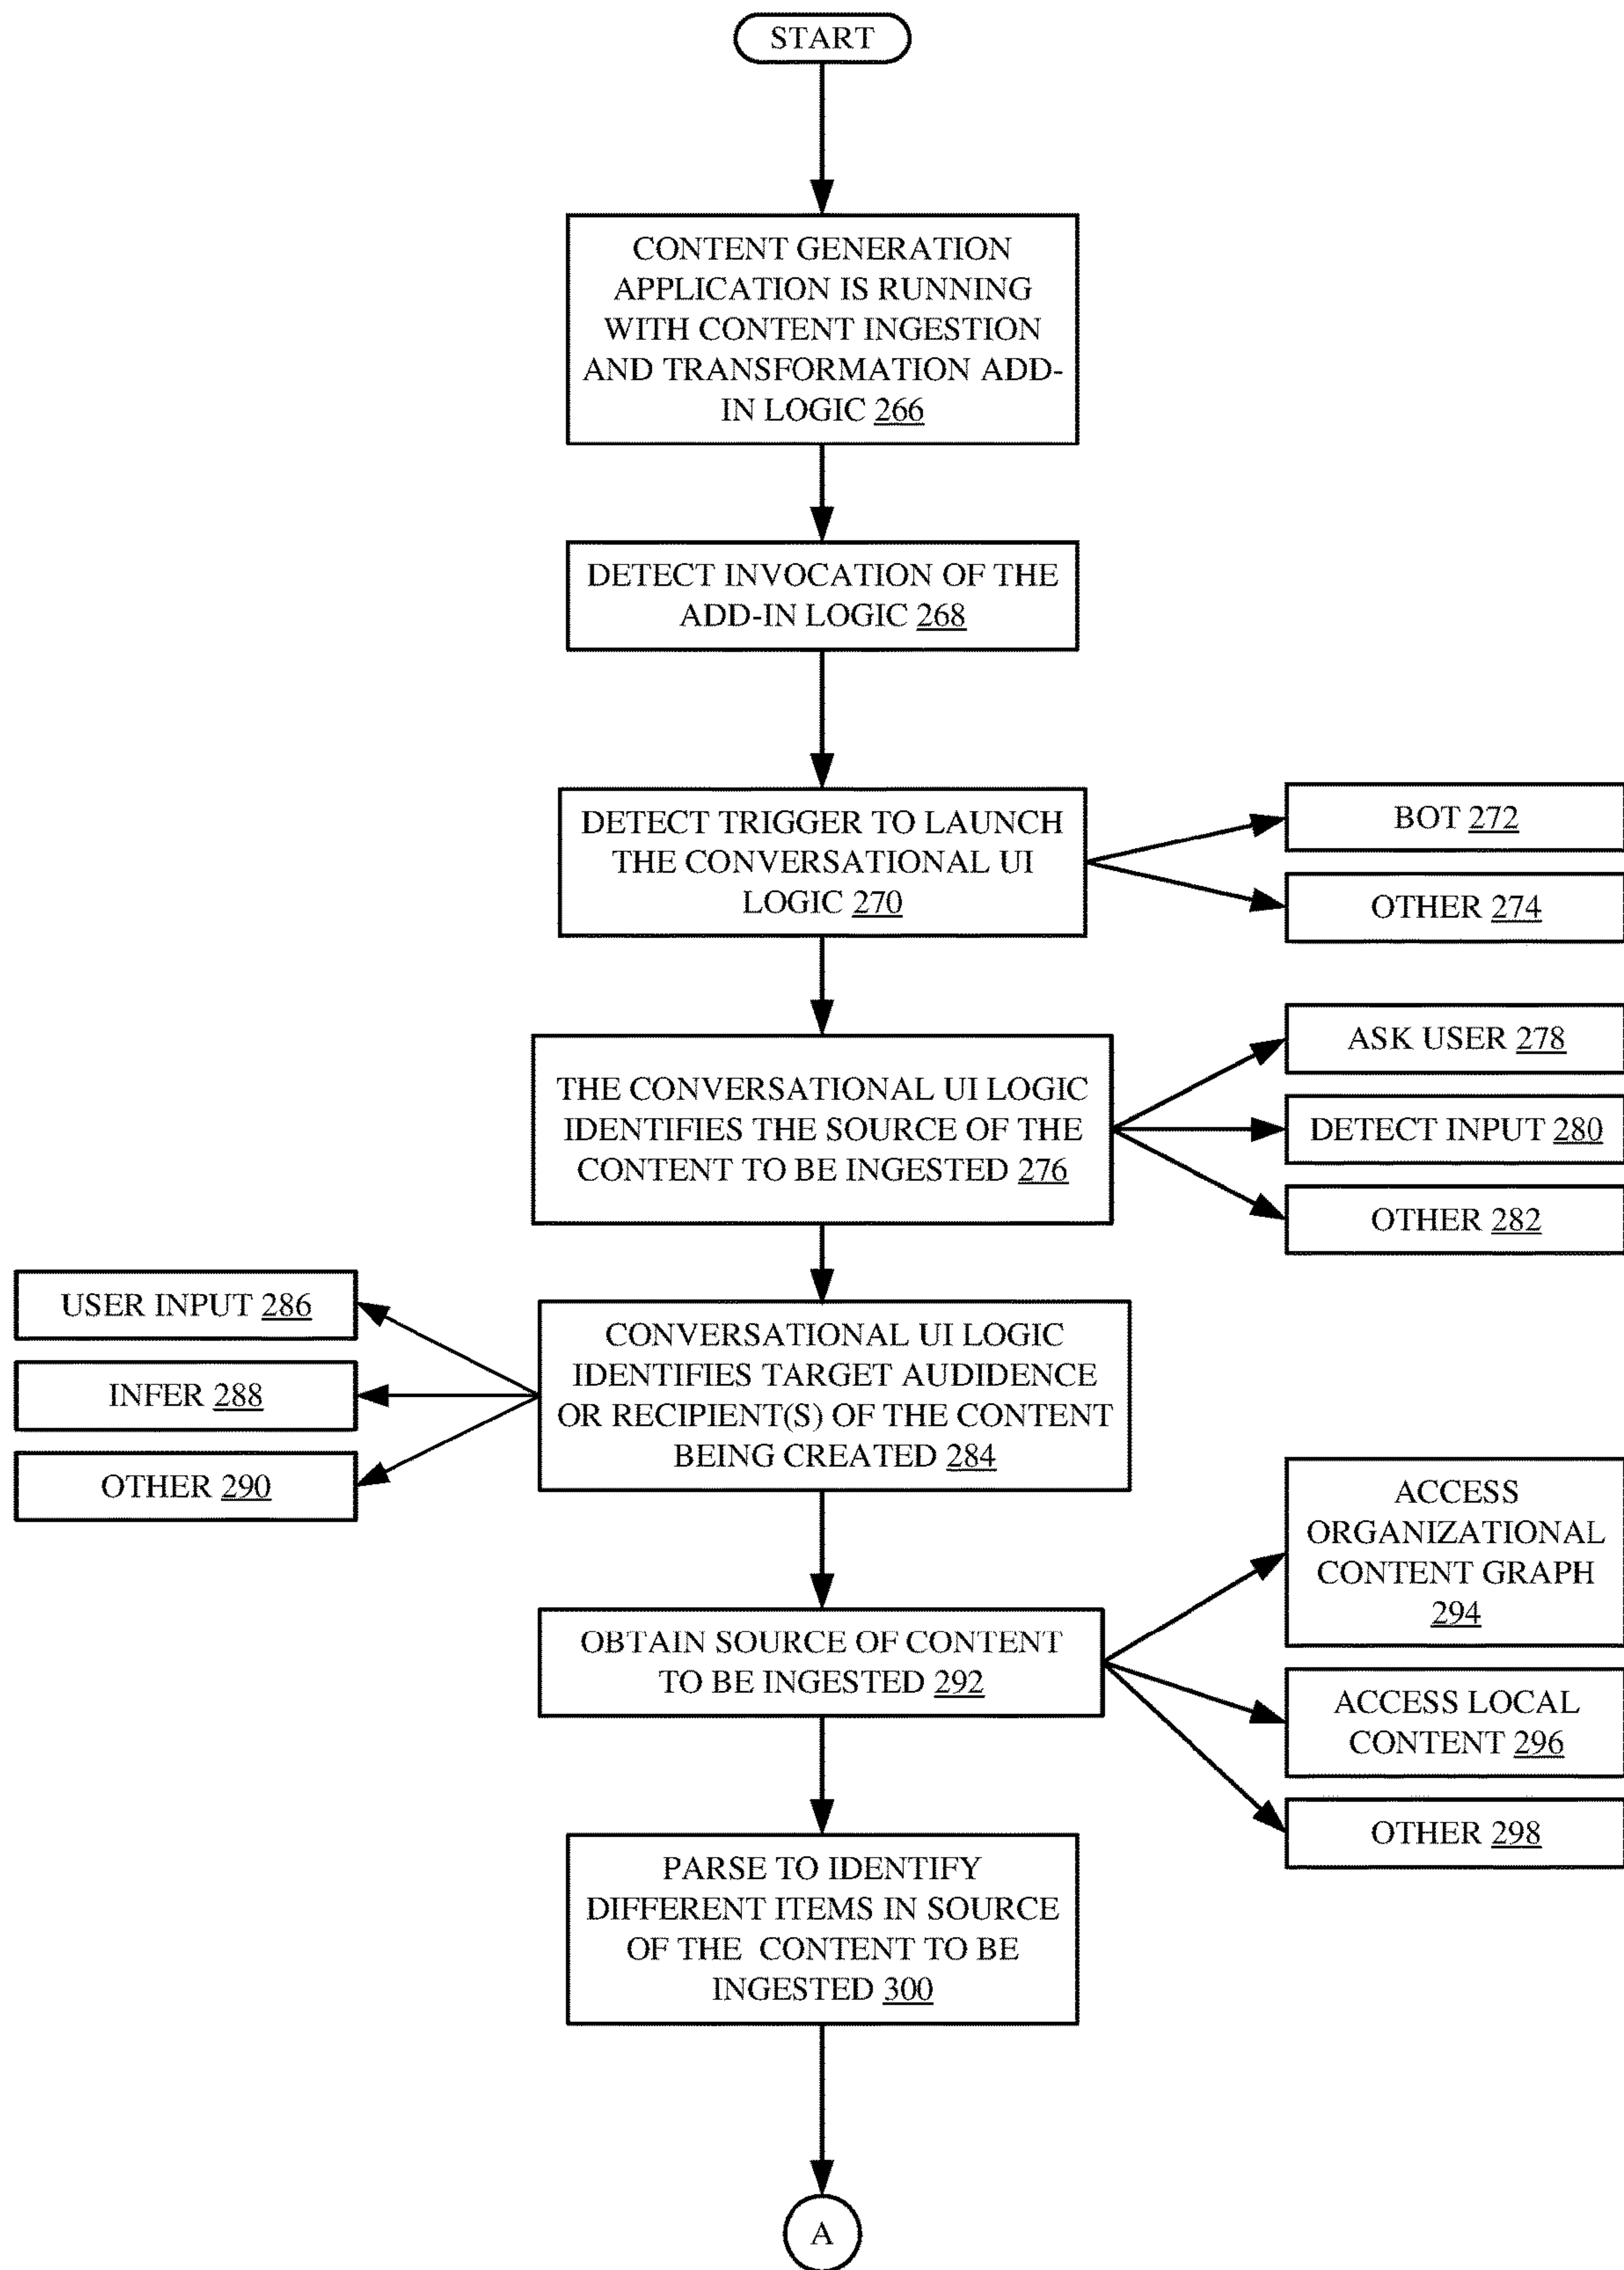 START
CONTENT GENERATION
APPLICATION IS RUNNING
WITH CONTENT INGESTION
AND TRANSFORMATION ADD-
IN LOGIC 266
DETECT INVOCATION OF THE
ADD-IN LOGIC 268
DETECT TRIGGER TO LAUNCH
THE CONVERSATIONAL UI
LOGIC 270
BOT 272
OTHER 274
THE CONVERSATIONAL UI LOGIC
IDENTIFIES THE SOURCE OF THE
CONTENT TO BE INGESTED 276
ASK USER 278
DETECT INPUT 280
OTHER 282
USER INPUT 286
INFER 288
OTHER 290
CONVERSATIONAL UI LOGIC
IDENTIFIES TARGET AUDIDENCE
OR RECIPIENT(S) OF THE CONTENT
BEING CREATED 284
OBTAIN SOURCE OF CONTENT
TO BE INGESTED 292
ACCESS
ORGANIZATIONAL
CONTENT GRAPH
294
ACCESS LOCAL
CONTENT 296
OTHER 298
PARSE TO IDENTIFY
DIFFERENT ITEMS IN SOURCE
OF THE CONTENT TO BE
INGESTED 300
A